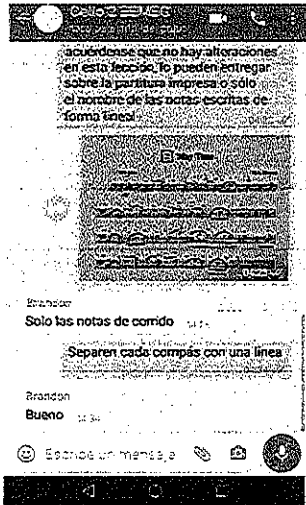 acuérdense que no hay alteraciones
en esta lección, lo pueden entregar
sobre la partitura impresa o sólo
el nombre de las notas escritas de
forma lineal
Brandon
Solo las notas de corrido
Separen cada compás con una línea
Brandon
Bueno
Escribe un mensaje